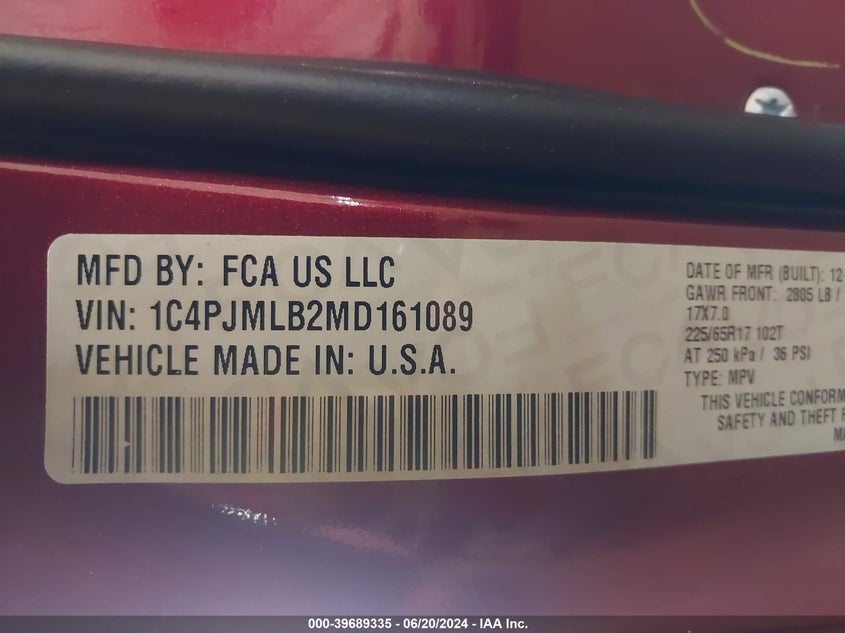 MFD BY: FCA US LLC
VIN: 1C4PJMLB2MD161089
VEHICLE MADE IN: U.S.A.
DATE OF MFR (BUILT): 12
GAWR FRONT: 2805 LB /
17X7.0
225/65R17 102T
AT 250 kPa / 36 PSI
TYPE: MPV
THIS VEHICLE CONFORM
SAFETY AND THEFT
000-39689335 - 06/20/2024 - IAA Inc.